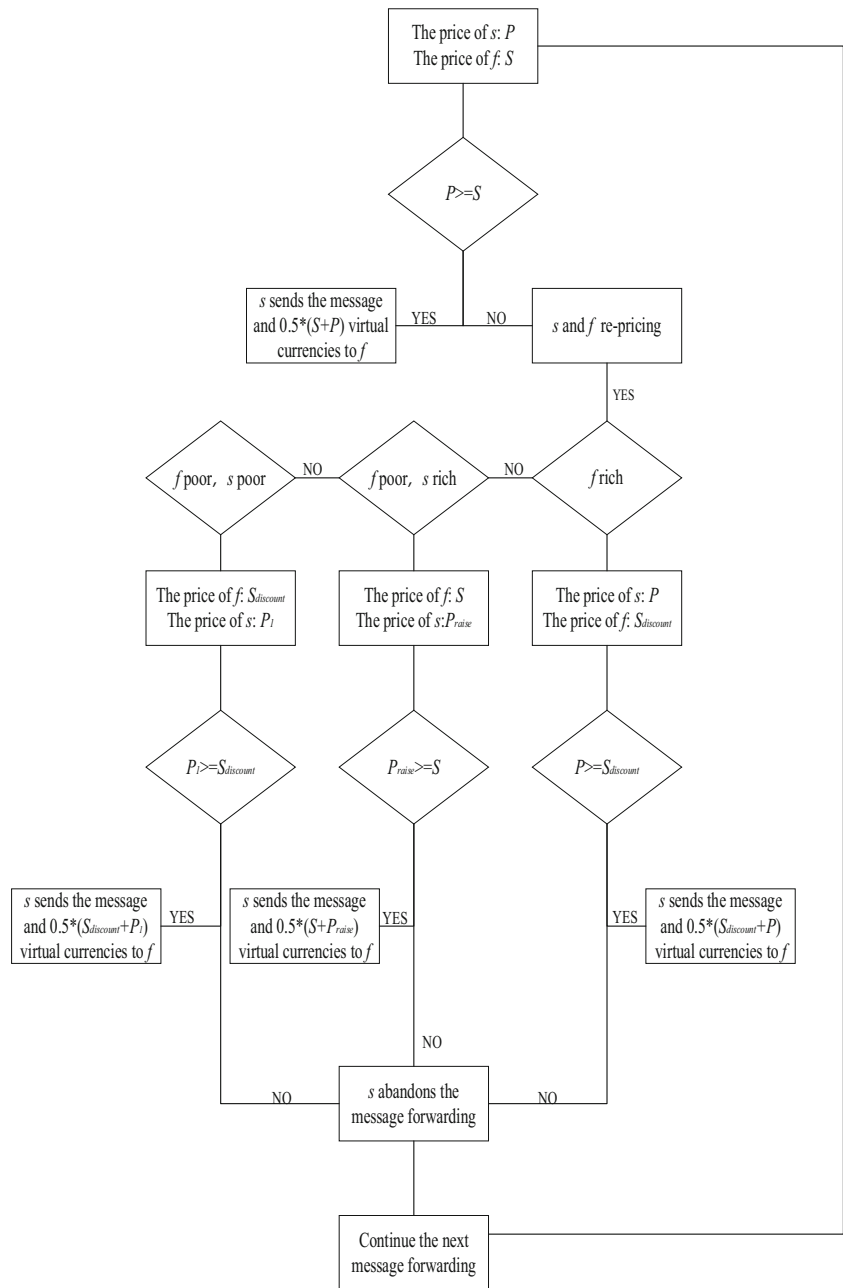 The price of s: P
The price of f: S
P>=S
s sends the message
and 0.5*(S+P) virtual
currencies to f
YES
NO
s and f re-pricing
YES
f poor, s poor
NO
f poor, s rich
NO
f rich
The price of f: Sdiscount
The price of s: P1
The price of f: S
The price of s:Praise
The price of s: P
The price of f: Sdiscount
P1>=Sdiscount
Praise>=S
P>=Sdiscount
s sends the message
and 0.5*(Sdiscount+P1)
virtual currencies to f
YES
s sends the message
and 0.5*(S+Praise)
virtual currencies to f
YES
YES
s sends the message
and 0.5*(Sdiscount+P)
virtual currencies to f
NO
NO
s abandons the
message forwarding
NO
Continue the next
message forwarding